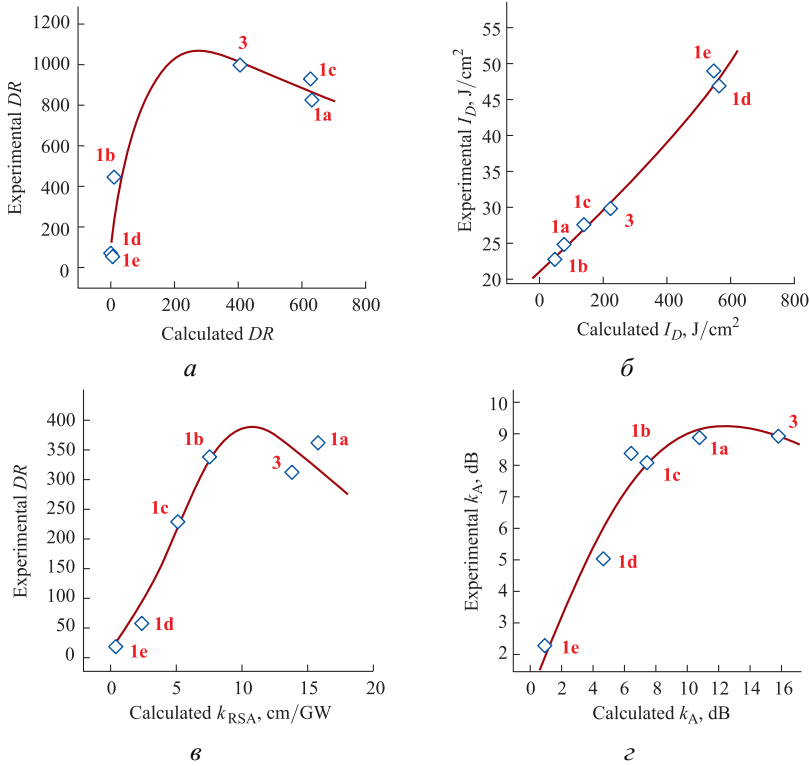 1200
1000
800
600
400
200
0
Experimental DR
3
1c
1a
1b
1d
1e
0 200 400 600 800
Calculated DR
а
55
50
45
40
35
30
25
20
Experimental I_D, J/cm²
1e
1d
1c
1a
3
1b
0 200 400 600 800
Calculated I_D, J/cm²
б
400
350
300
250
200
150
100
50
0
Experimental DR
1b
1a
3
1c
1d
1e
0 5 10 15 20
Calculated k_RSA, cm/GW
в
10
9
8
7
6
5
4
3
2
Experimental k_A, dB
3
1b
1a
1c
1d
1e
0 2 4 6 8 10 12 14 16
Calculated k_A, dB
г